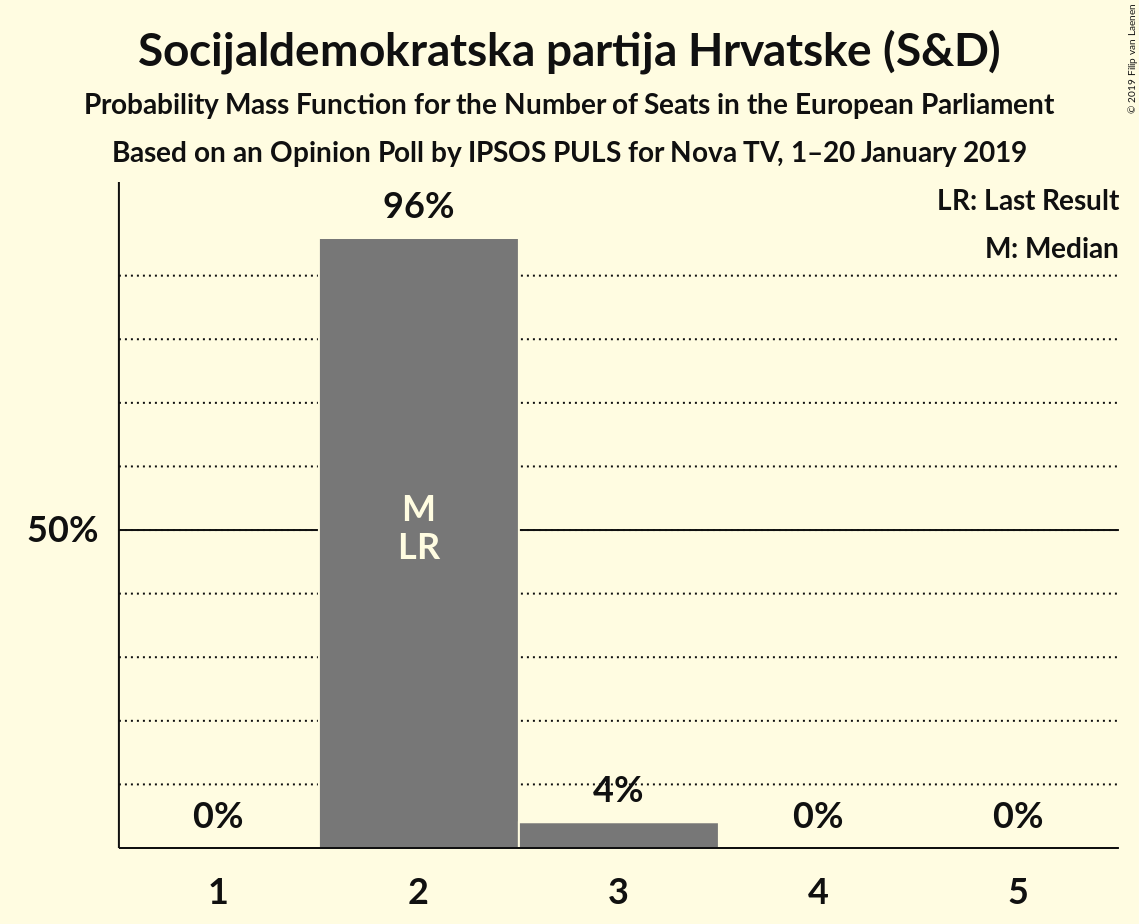 Socijaldemokratska partija Hrvatske (S&D)
Probability Mass Function for the Number of Seats in the European Parliament
Based on an Opinion Poll by IPSOS PULS for Nova TV, 1–20 January 2019
© 2019 Filip van Laenen
LR: Last Result
M: Median
96%
50%
M
LR
0%
4%
0%
0%
1
2
3
4
5